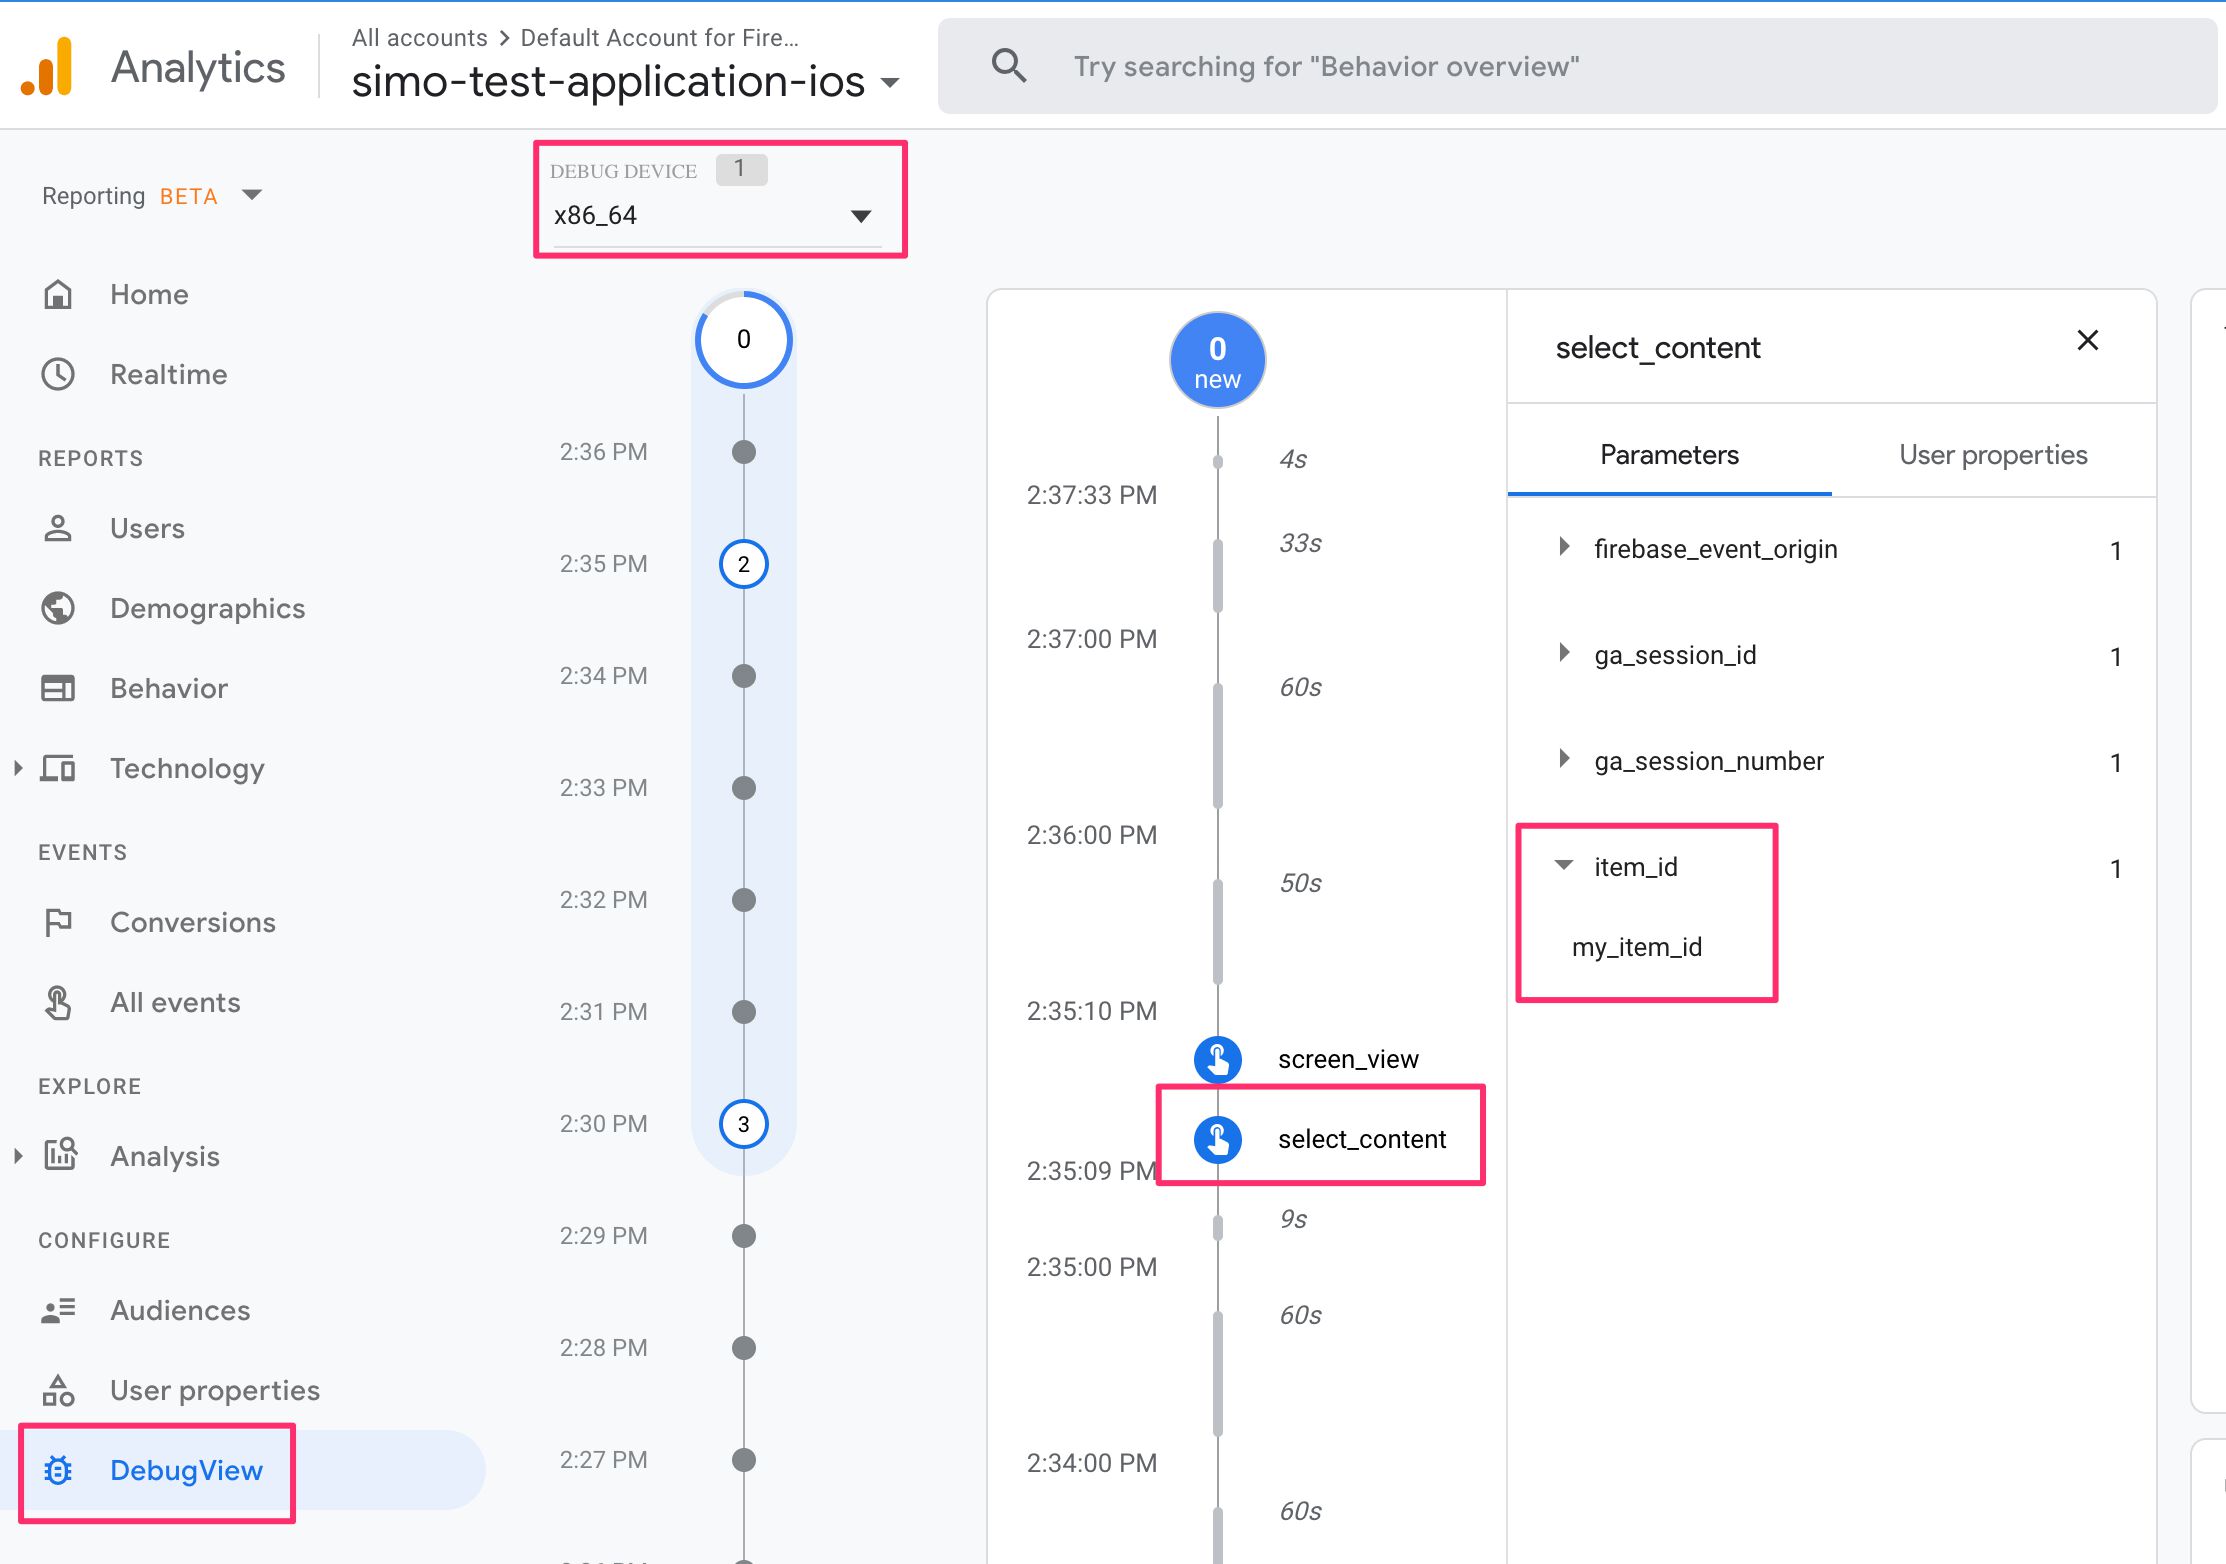 Analytics
All accounts > Default Account for Fire...
simo-test-application-ios
Try searching for "Behavior overview"
Reporting BETA
Home
Realtime
REPORTS
Users
Demographics
Behavior
Technology
EVENTS
Conversions
All events
EXPLORE
Analysis
CONFIGURE
Audiences
User properties
DebugView
DEBUG DEVICE 1
x86_64
0
2:36 PM
2:35 PM 2
2:34 PM
2:33 PM
2:32 PM
2:31 PM
2:30 PM 3
2:29 PM
2:28 PM
2:27 PM
0
new
4s
2:37:33 PM
33s
2:37:00 PM
60s
2:36:00 PM
50s
2:35:10 PM
screen_view
select_content
2:35:09 PM
9s
2:35:00 PM
60s
2:34:00 PM
60s
select_content
Parameters User properties
firebase_event_origin 1
ga_session_id 1
ga_session_number 1
item_id 1
my_item_id